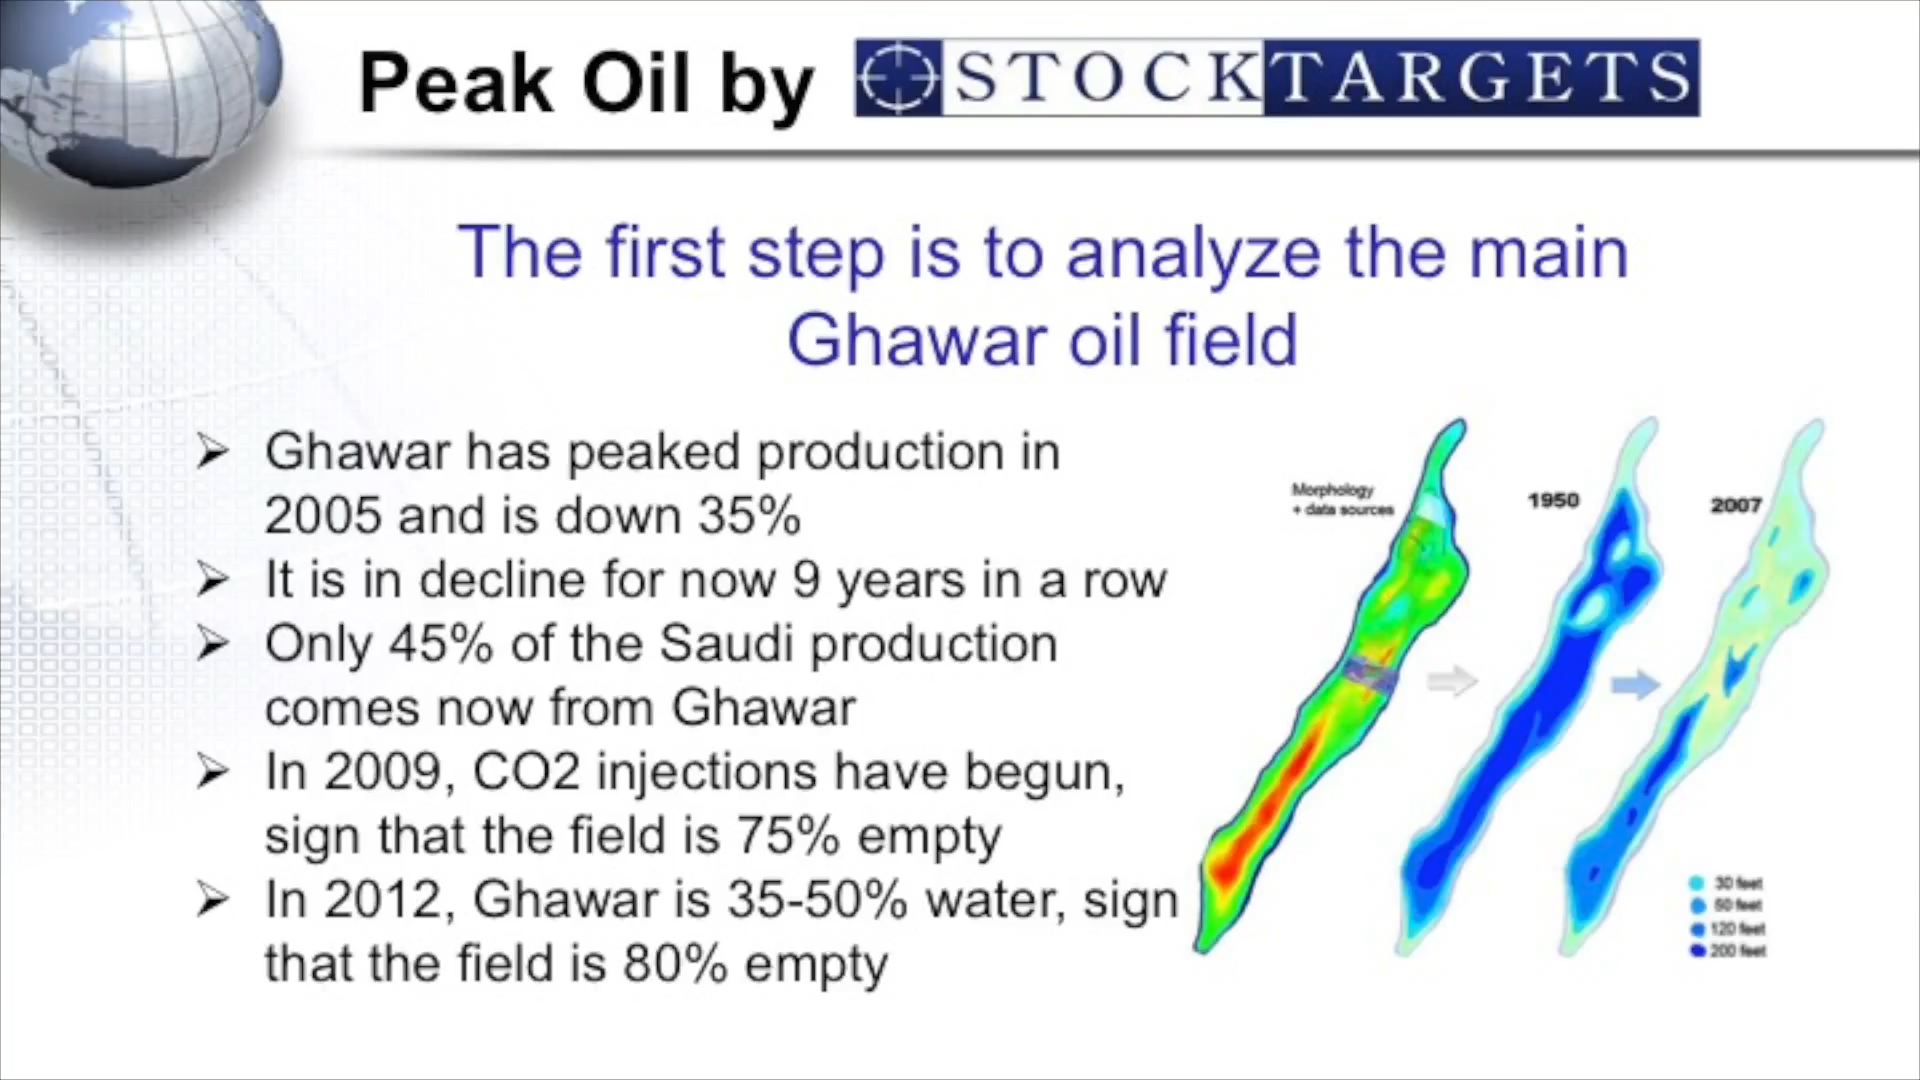 Peak Oil by STOCKTARGETS
The first step is to analyze the main
Ghawar oil field
➢ Ghawar has peaked production in
2005 and is down 35%
➢ It is in decline for now 9 years in a row
➢ Only 45% of the Saudi production
comes now from Ghawar
➢ In 2009, CO2 injections have begun,
sign that the field is 75% empty
➢ In 2012, Ghawar is 35-50% water, sign
that the field is 80% empty
Morphology
+ data sources
1950
2007
30 feet
50 feet
120 feet
200 feet